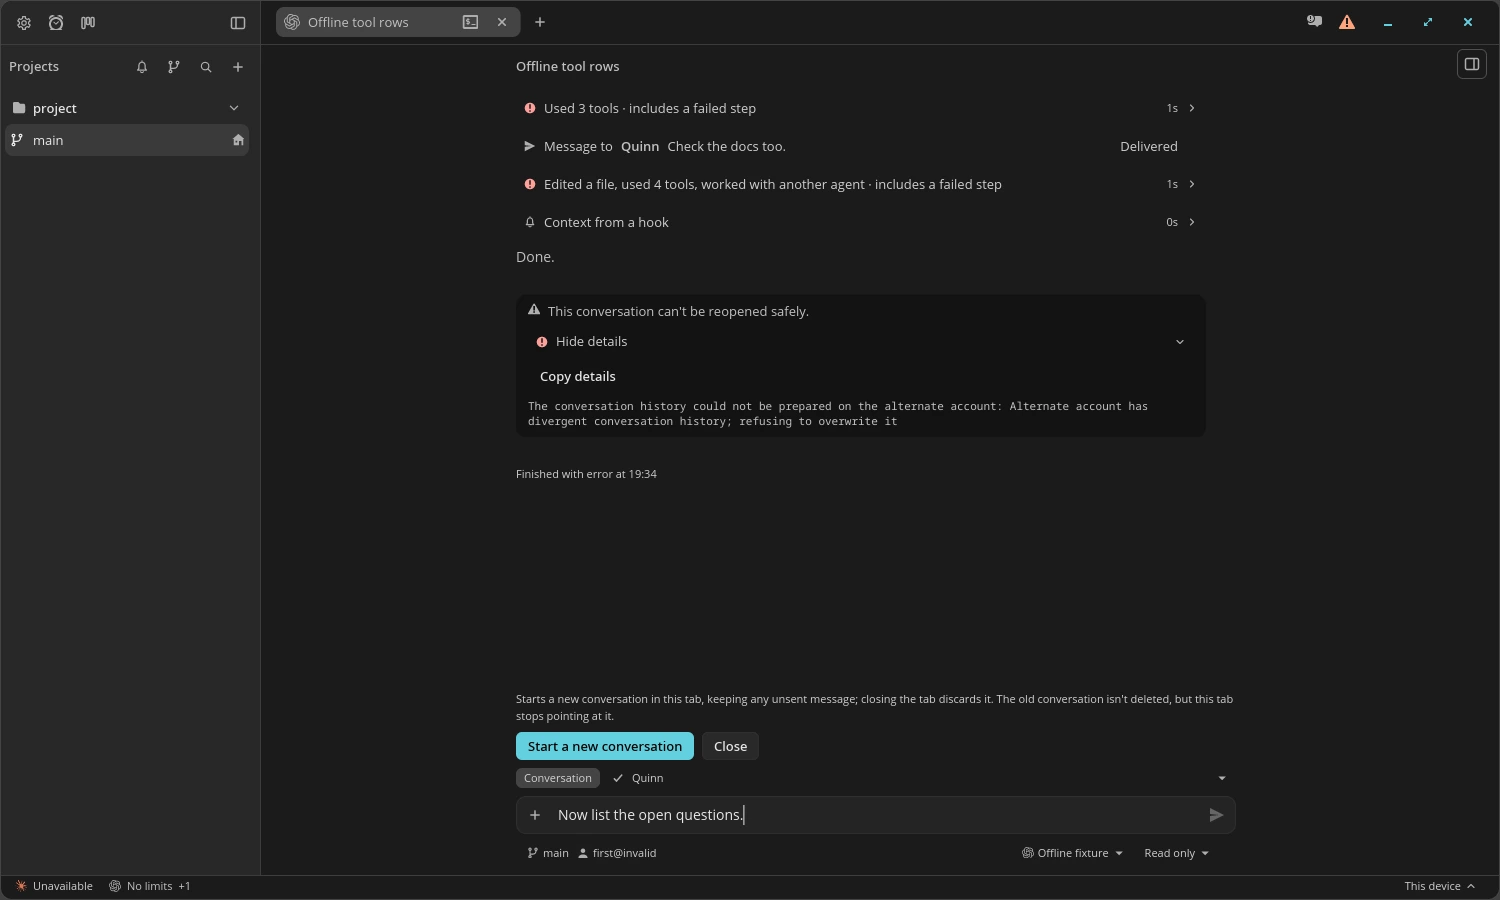 Offline tool rows
Projects
project
main
Offline tool rows
Used 3 tools · includes a failed step 1s
Message to Quinn Check the docs too. Delivered
Edited a file, used 4 tools, worked with another agent · includes a failed step 1s
Context from a hook 0s
Done.
This conversation can't be reopened safely.
Hide details
Copy details
The conversation history could not be prepared on the alternate account: Alternate account has
divergent conversation history; refusing to overwrite it
Finished with error at 19:34
Starts a new conversation in this tab, keeping any unsent message; closing the tab discards it. The old conversation isn't deleted, but this tab
stops pointing at it.
Start a new conversation Close
Conversation Quinn
Now list the open questions.
main first@invalid Offline fixture Read only
Unavailable No limits +1 This device